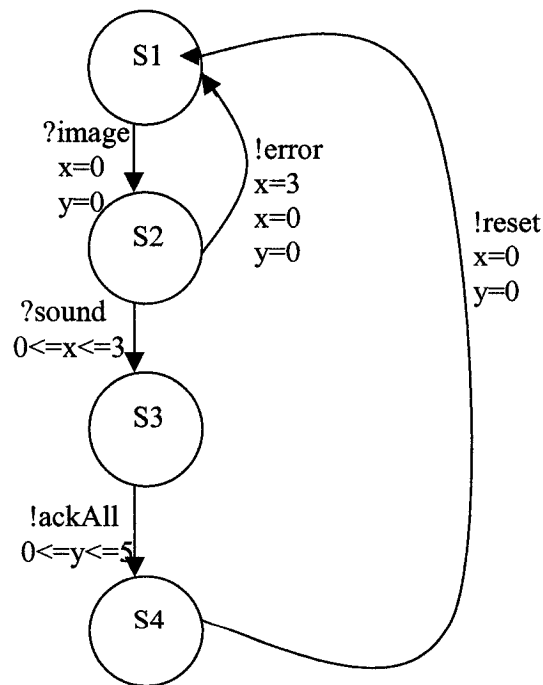 S1
?image
x=0
y=0
!error
x=3
x=0
y=0
S2
!reset
x=0
y=0
?sound
0<=x<=3
S3
!ackAll
0<=y<=5
S4